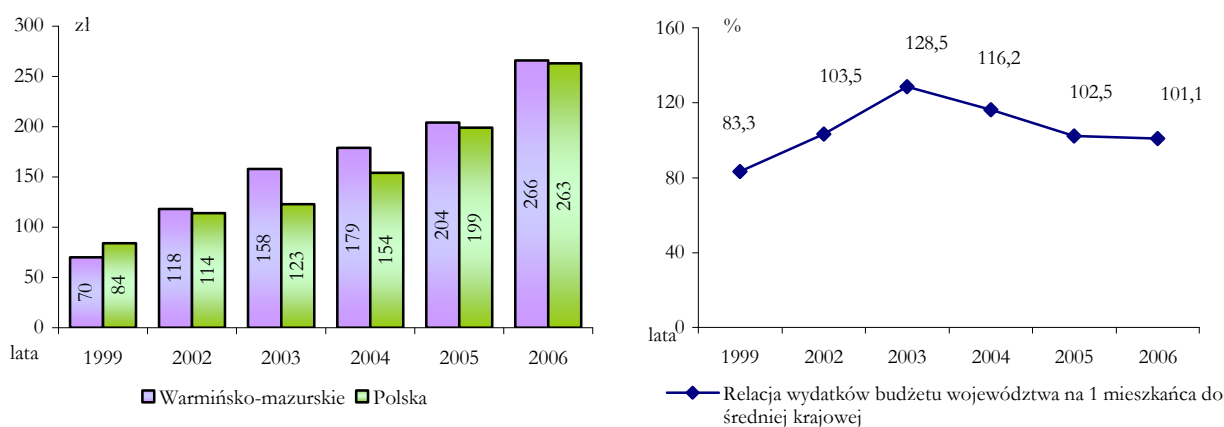 zł
300
250
200
150
100
50
0
70 84 118 114 158 123 179 154 204 199 266 263
lata
1999 2002 2003 2004 2005 2006
Warmińsko-mazurskie Polska
%
160
120
80
40
0
83,3 103,5 128,5 116,2 102,5 101,1
lata
1999 2002 2003 2004 2005 2006
Relacja wydatków budżetu województwa na 1 mieszkańca do
średniej krajowej